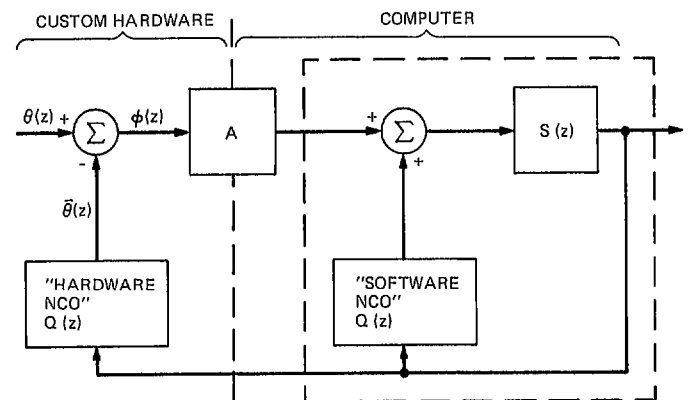 CUSTOM HARDWARE
COMPUTER
θ(z) +
Σ
ϕ(z)
A
+
Σ
S (z)
-
+
θ̄(z)
"HARDWARE
NCO"
Q (z)
"SOFTWARE
NCO"
Q (z)